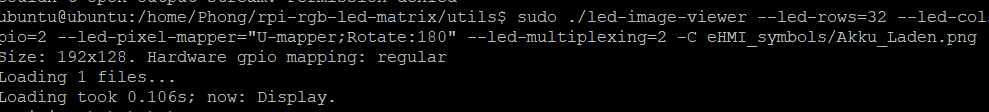 ubuntu@ubuntu:/home/Phong/rpi-rgb-led-matrix/utils$ sudo ./led-image-viewer --led-rows=32 --led-col
pio=2 --led-pixel-mapper="U-mapper;Rotate:180" --led-multiplexing=2 -C eHMI_symbols/Akku_Laden.png
Size: 192x128. Hardware gpio mapping: regular
Loading 1 files...
Loading took 0.106s; now: Display.